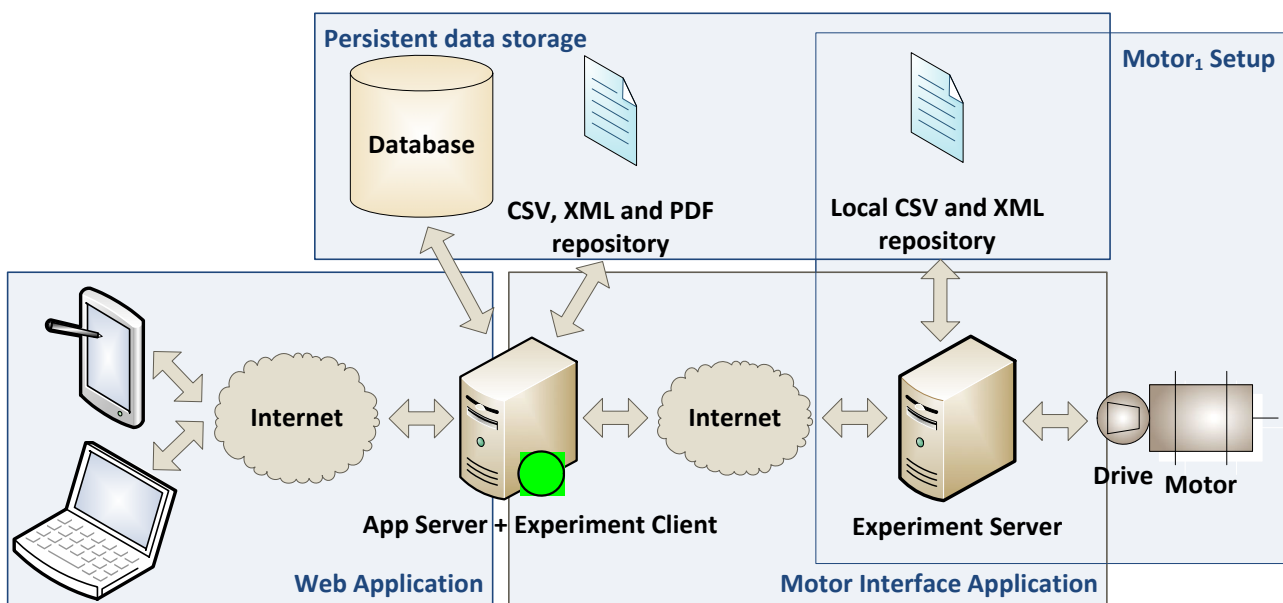 Persistent data storage
Motor₁ Setup
Database
CSV, XML and PDF
repository
Local CSV and XML
repository
Internet
Internet
Drive
Motor
App Server + Experiment Client
Experiment Server
Web Application
Motor Interface Application